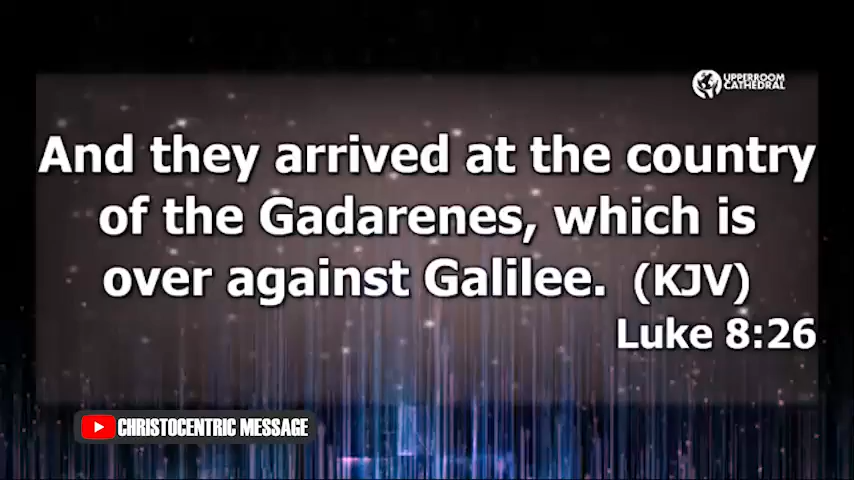 UPPERROOM
CATHEDRAL
And they arrived at the country
of the Gadarenes, which is
over against Galilee. (KJV)
Luke 8:26
CHRISTOCENTRIC MESSAGE